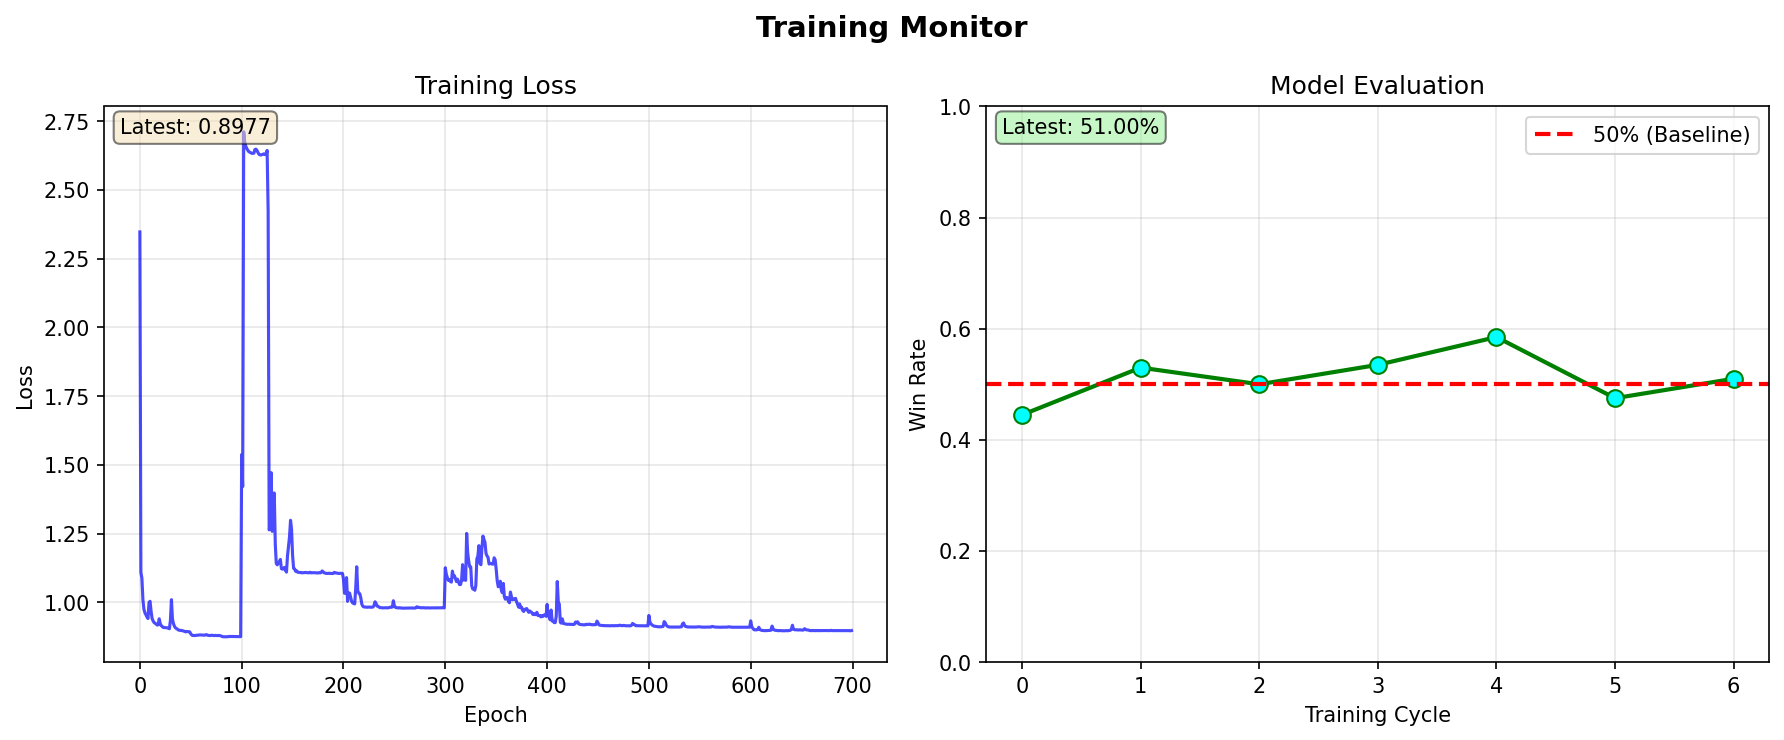 Training Monitor
Training Loss
Latest: 0.8977
2.75
2.50
2.25
2.00
1.75
1.50
1.25
1.00
Loss
0 100 200 300 400 500 600 700
Epoch
Model Evaluation
Latest: 51.00%
50% (Baseline)
1.0
0.8
0.6
0.4
0.2
0.0
Win Rate
0 1 2 3 4 5 6
Training Cycle